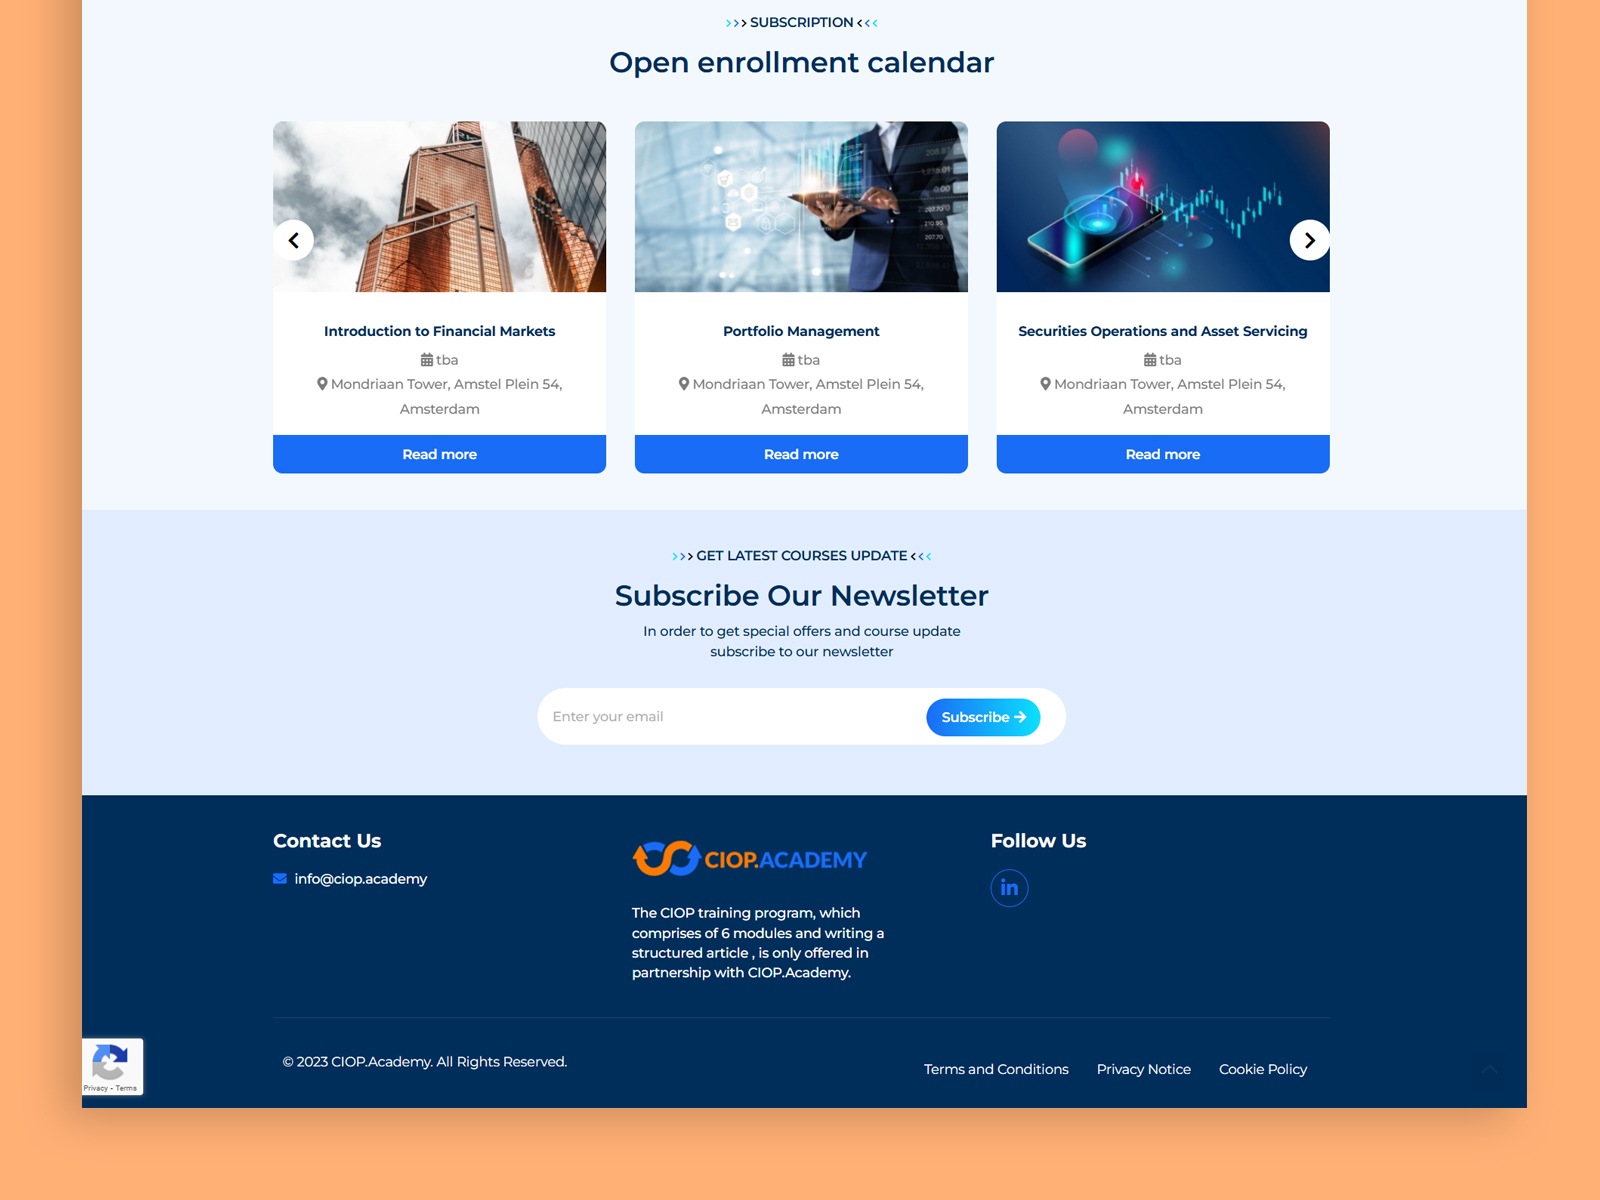 SUBSCRIPTION
Open enrollment calendar
Introduction to Financial Markets
tba
Mondriaan Tower, Amstel Plein 54,
Amsterdam
Read more
Portfolio Management
tba
Mondriaan Tower, Amstel Plein 54,
Amsterdam
Read more
Securities Operations and Asset Servicing
tba
Mondriaan Tower, Amstel Plein 54,
Amsterdam
Read more
GET LATEST COURSES UPDATE
Subscribe Our Newsletter
In order to get special offers and course update
subscribe to our newsletter
Enter your email
Subscribe
Contact Us
info@ciop.academy
CIOP.ACADEMY
The CIOP training program, which
comprises of 6 modules and writing a
structured article , is only offered in
partnership with CIOP.Academy.
Follow Us
in
© 2023 CIOP.Academy. All Rights Reserved.
Terms and Conditions
Privacy Notice
Cookie Policy
Privacy - Terms